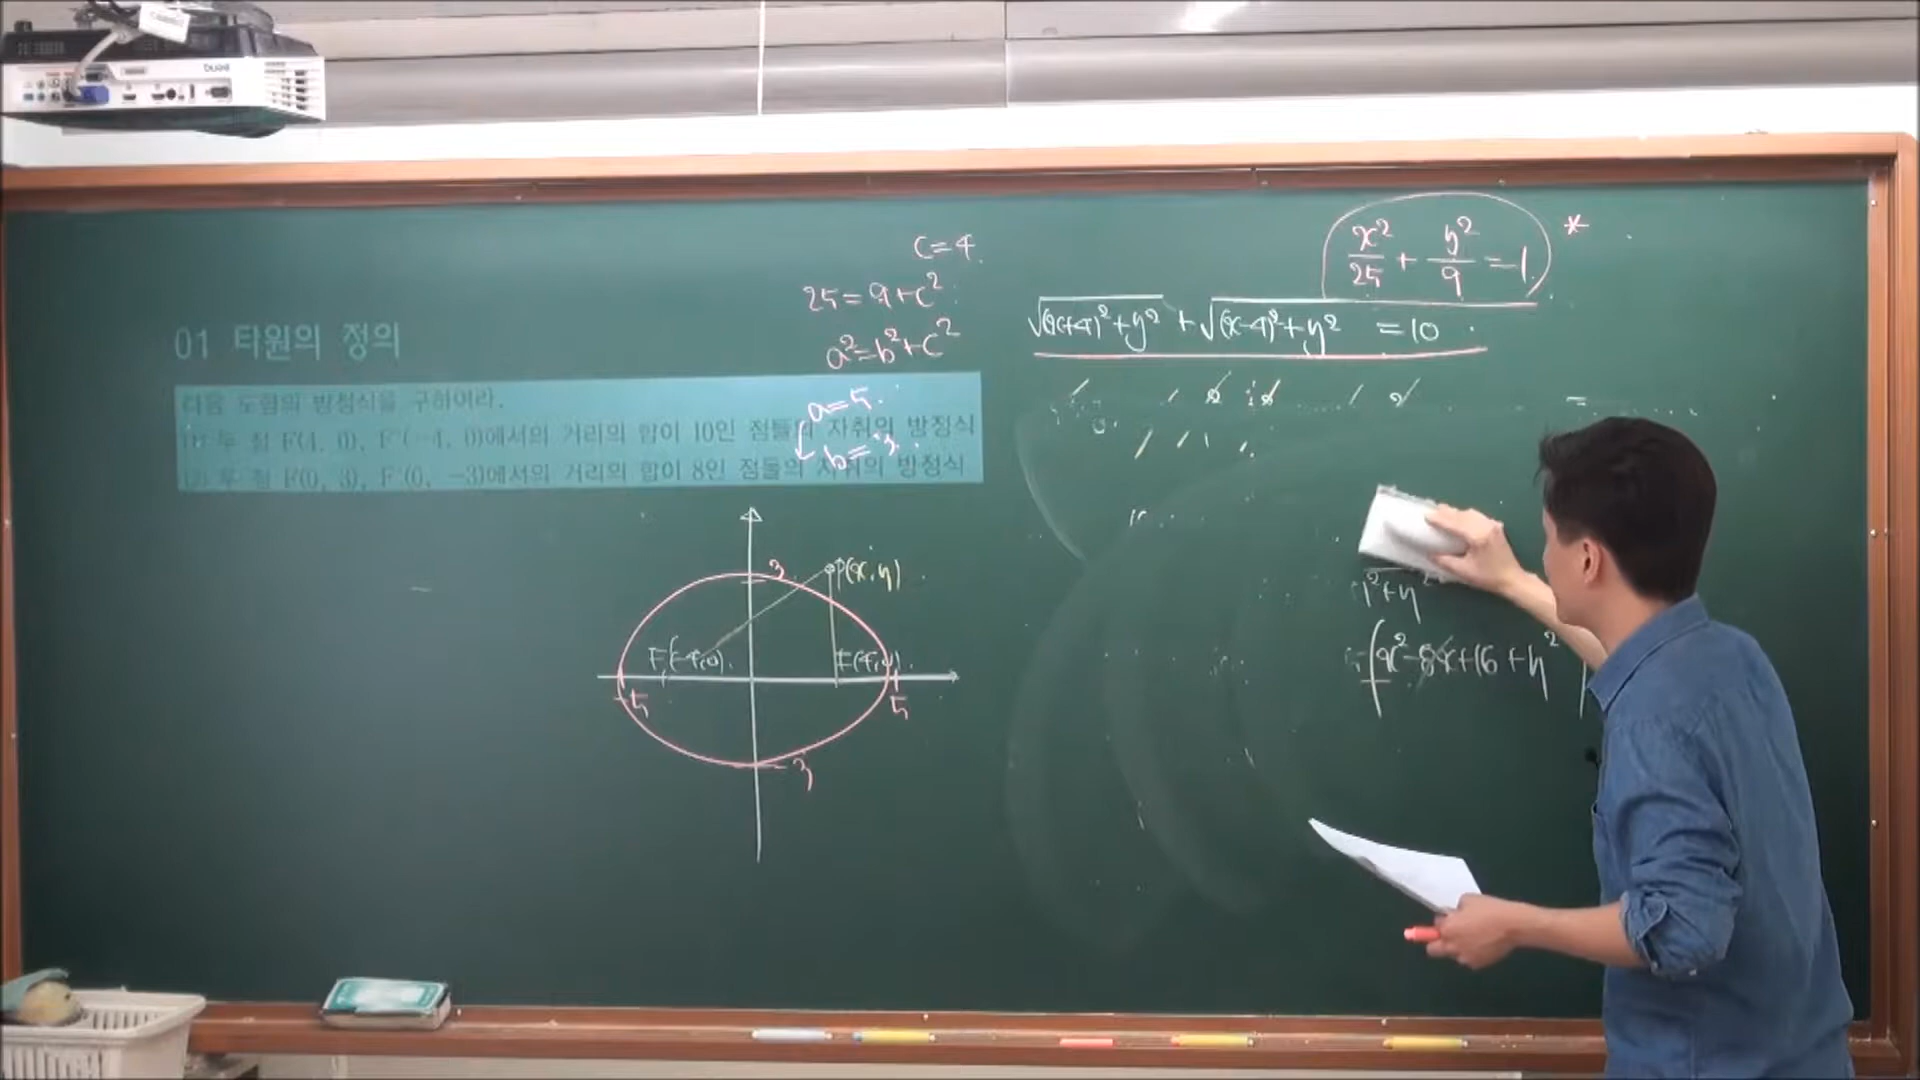 BenQ
01 타원의 정의
다음 도형의 방정식을 구하여라.
(1) 두 점 F(4, 0), F'(-4, 0)에서의 거리의 합이 10인 점들의 자취의 방정식
(2) 두 점 F(0, 3), F'(0, -3)에서의 거리의 합이 8인 점들의 자취의 방정식
c=4
25=9+c²
a²=b²+c²
a=5
b=3
3
P(x,y)
F'(-4,0)
F(4,0)
-5
5
-3
x²/25 + y²/9 = 1 *
√(x+4)²+y² + √(x-4)²+y² = 10
)²+y²
(x²-8x+16+y²